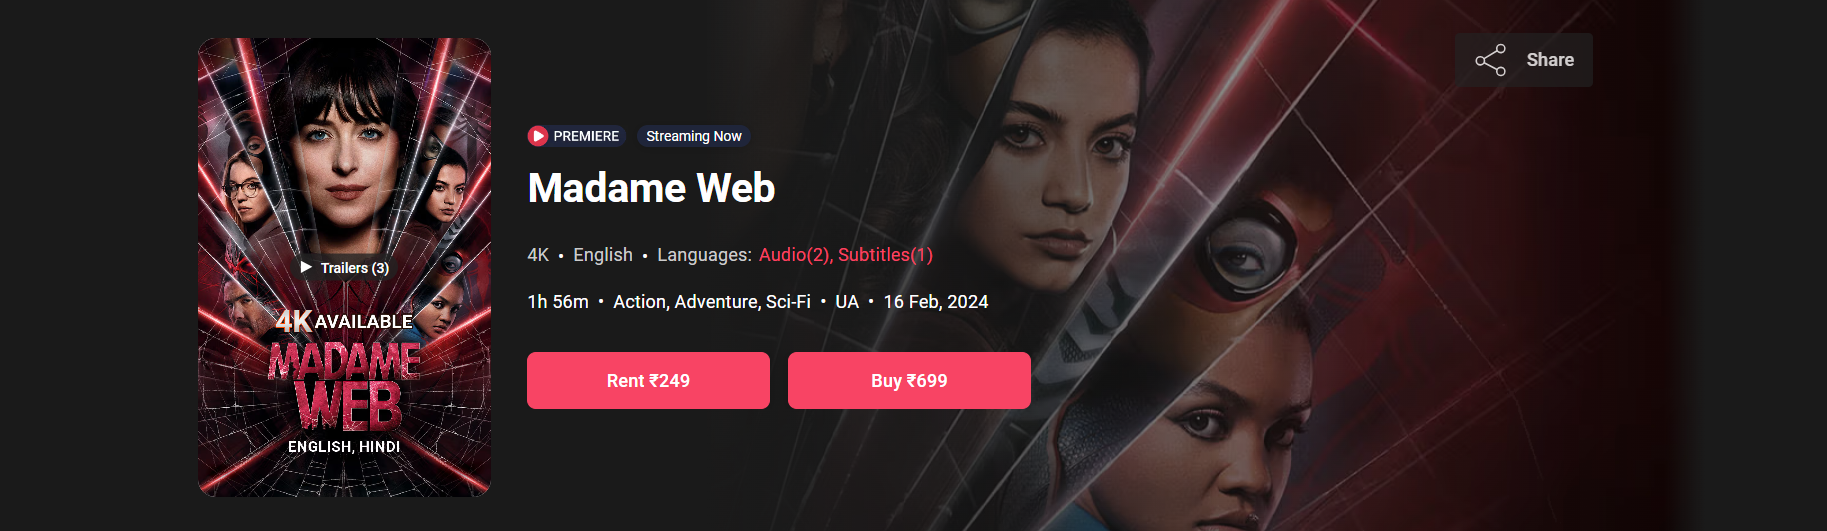 Trailers (3)
4K AVAILABLE
MADAME
WEB
ENGLISH, HINDI
PREMIERE Streaming Now
Madame Web
4K • English • Languages: Audio(2), Subtitles(1)
1h 56m • Action, Adventure, Sci-Fi • UA • 16 Feb, 2024
Rent ₹249 Buy ₹699
Share